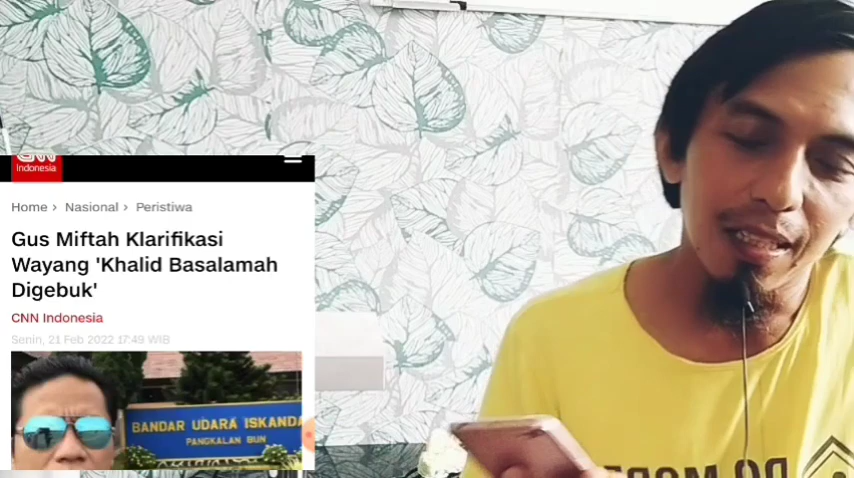 CNN
Indonesia
Home > Nasional > Peristiwa
Gus Miftah Klarifikasi
Wayang 'Khalid Basalamah
Digebuk'
CNN Indonesia
Senin, 21 Feb 2022 17:49 WIB
BANDAR UDARA ISKANDA
PANGKALAN BUN